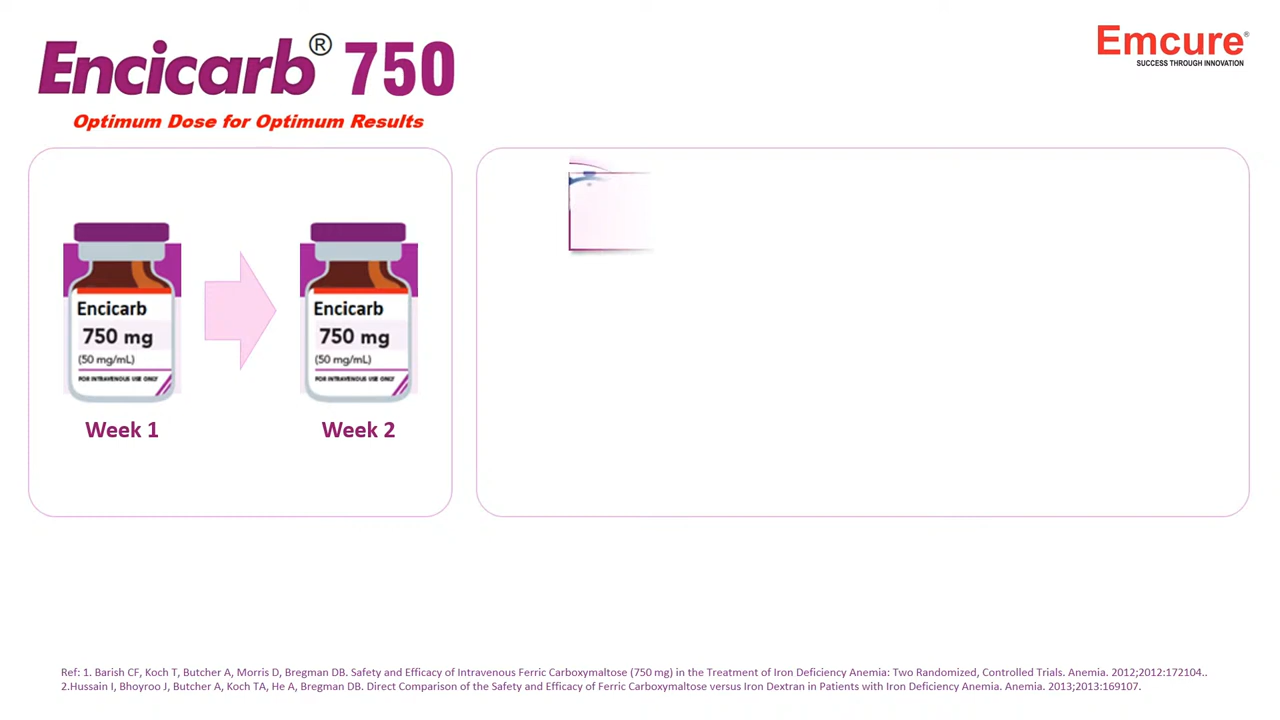 Encicarb® 750
Optimum Dose for Optimum Results
Emcure®
SUCCESS THROUGH INNOVATION
Encicarb
750 mg
(50 mg/mL)
FOR INTRAVENOUS USE ONLY
Week 1
Encicarb
750 mg
(50 mg/mL)
FOR INTRAVENOUS USE ONLY
Week 2
Ref: 1. Barish CF, Koch T, Butcher A, Morris D, Bregman DB. Safety and Efficacy of Intravenous Ferric Carboxymaltose (750 mg) in the Treatment of Iron Deficiency Anemia: Two Randomized, Controlled Trials. Anemia. 2012;2012:172104..
2.Hussain I, Bhoyroo J, Butcher A, Koch TA, He A, Bregman DB. Direct Comparison of the Safety and Efficacy of Ferric Carboxymaltose versus Iron Dextran in Patients with Iron Deficiency Anemia. Anemia. 2013;2013:169107.